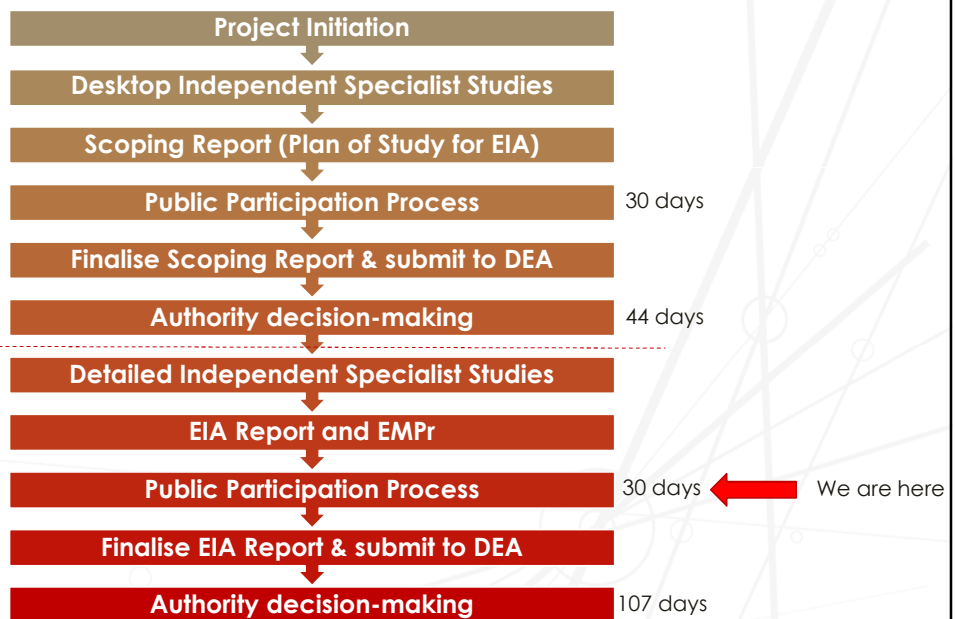 Project Initiation
Desktop Independent Specialist Studies
Scoping Report (Plan of Study for EIA)
Public Participation Process 30 days
Finalise Scoping Report & submit to DEA
Authority decision-making 44 days
Detailed Independent Specialist Studies
EIA Report and EMPr
Public Participation Process 30 days We are here
Finalise EIA Report & submit to DEA
Authority decision-making 107 days